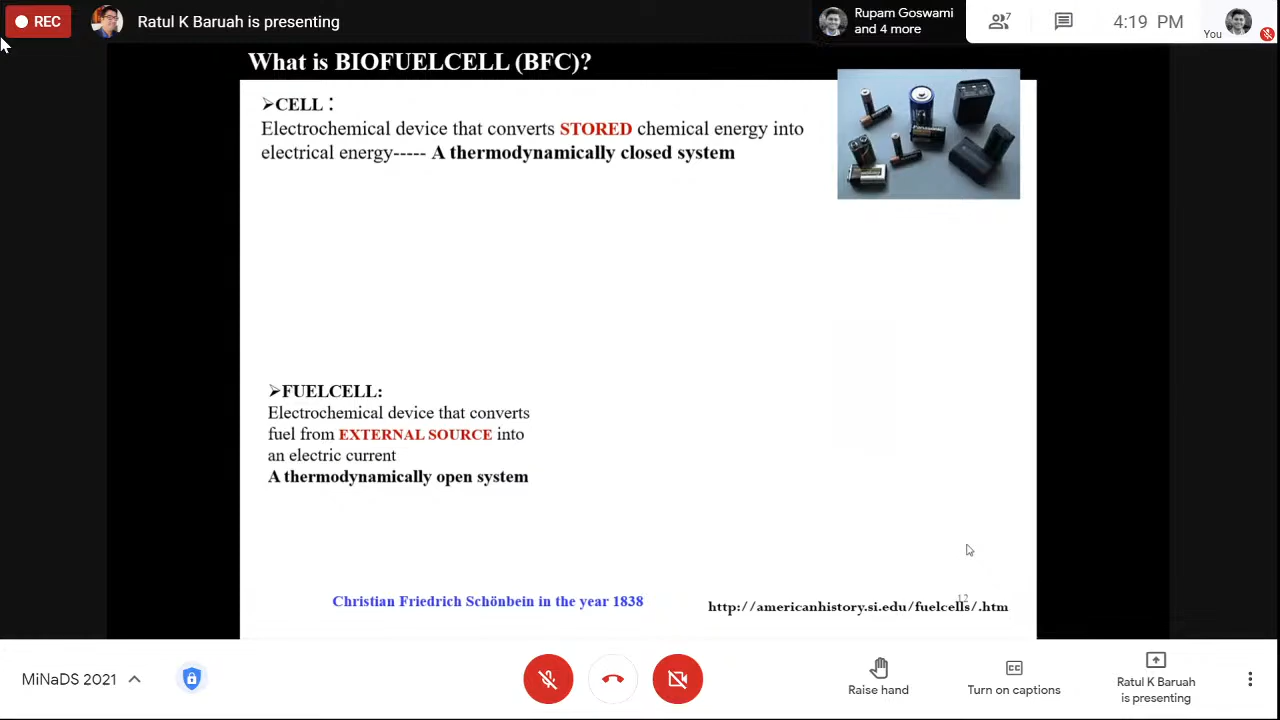 REC
Ratul K Baruah is presenting
Rupam Goswami
and 4 more
7
4:19 PM
You
What is BIOFUELCELL (BFC)?
➢CELL :
Electrochemical device that converts STORED chemical energy into
electrical energy----- A thermodynamically closed system
➢FUELCELL:
Electrochemical device that converts
fuel from EXTERNAL SOURCE into
an electric current
A thermodynamically open system
Christian Friedrich Schönbein in the year 1838
12
http://americanhistory.si.edu/fuelcells/.htm
MiNaDS 2021
Raise hand
CC
Turn on captions
Ratul K Baruah
is presenting